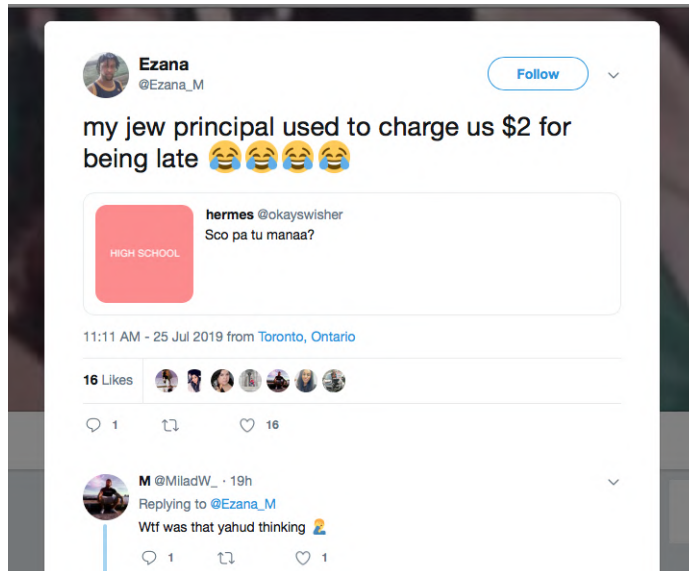 Ezana
@Ezana_M
Follow
my jew principal used to charge us $2 for
being late 😂😂😂😂
HIGH SCHOOL
hermes @okayswisher
Sco pa tu manaa?
11:11 AM - 25 Jul 2019 from Toronto, Ontario
16 Likes
1
16
M @MiladW_ · 19h
Replying to @Ezana_M
Wtf was that yahud thinking 🤦‍♂️
1
1